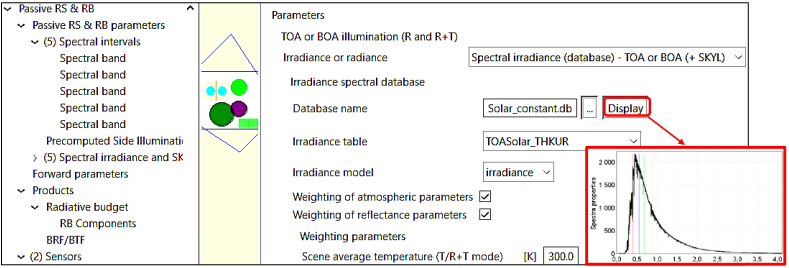 Passive RS & RB
Passive RS & RB parameters
(5) Spectral intervals
Spectral band
Spectral band
Spectral band
Spectral band
Spectral band
Precomputed Side Illuminati
(5) Spectral irradiance and SK
Forward parameters
Products
Radiative budget
RB Components
BRF/BTF
(2) Sensors
Parameters
TOA or BOA illumination (R and R+T)
Irradiance or radiance Spectral irradiance (database) - TOA or BOA (+ SKYL)
Irradiance spectral database
Database name Solar_constant.db ... Display
Irradiance table TOASolar_THKUR
Irradiance model irradiance
Weighting of atmospheric parameters
Weighting of reflectance parameters
Weighting parameters
Scene average temperature (T/R+T mode) [K] 300.0
Spectra properties
2 000
1 500
1 000
500
0
0,0 0,5 1,0 1,5 2,0 2,5 3,0 3,5 4,0